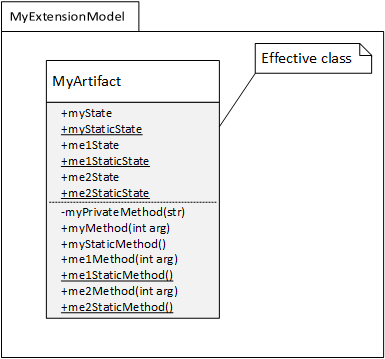 MyExtensionModel
Effective class
MyArtifact
+myState
+myStaticState
+me1State
+me1StaticState
+me2State
+me2StaticState
-myPrivateMethod(str)
+myMethod(int arg)
+myStaticMethod()
+me1Method(int arg)
+me1StaticMethod()
+me2Method(int arg)
+me2StaticMethod()